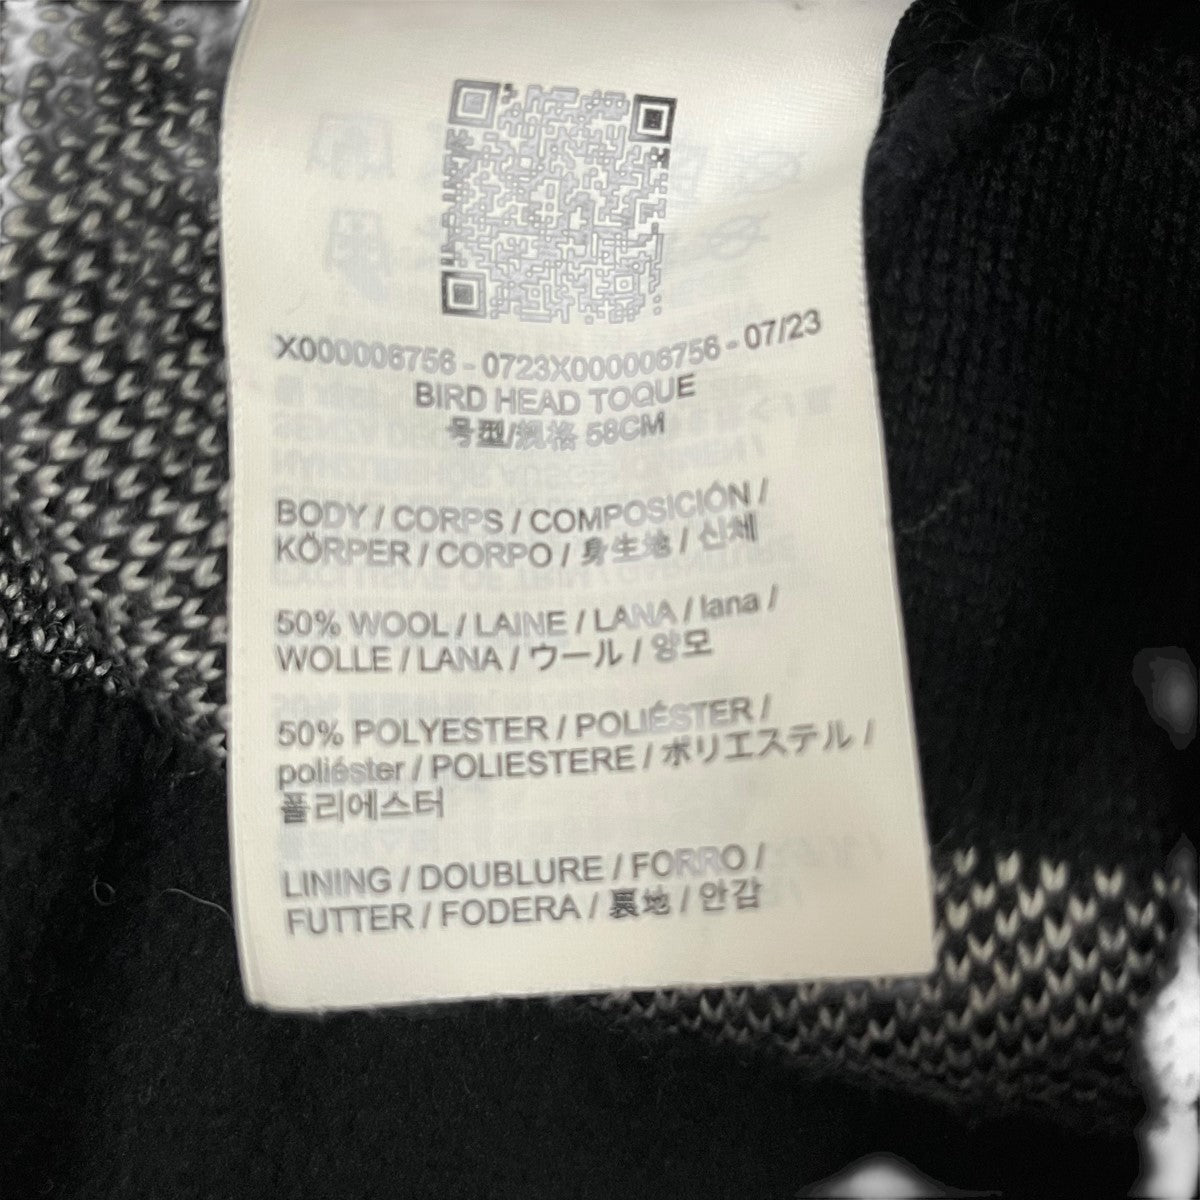 X000006756 - 0723X000006756 - 07/23
BIRD HEAD TOQUE
号型/规格 58CM
BODY / CORPS / COMPOSICIÓN /
KÖRPER / CORPO / 身生地 / 신체
50% WOOL / LAINE / LANA / lana /
WOLLE / LANA / ウール / 양모
50% POLYESTER / POLIÉSTER /
poliéster / POLIESTERE / ポリエステル /
폴리에스터
LINING / DOUBLURE / FORRO /
FUTTER / FODERA / 裏地 / 안감